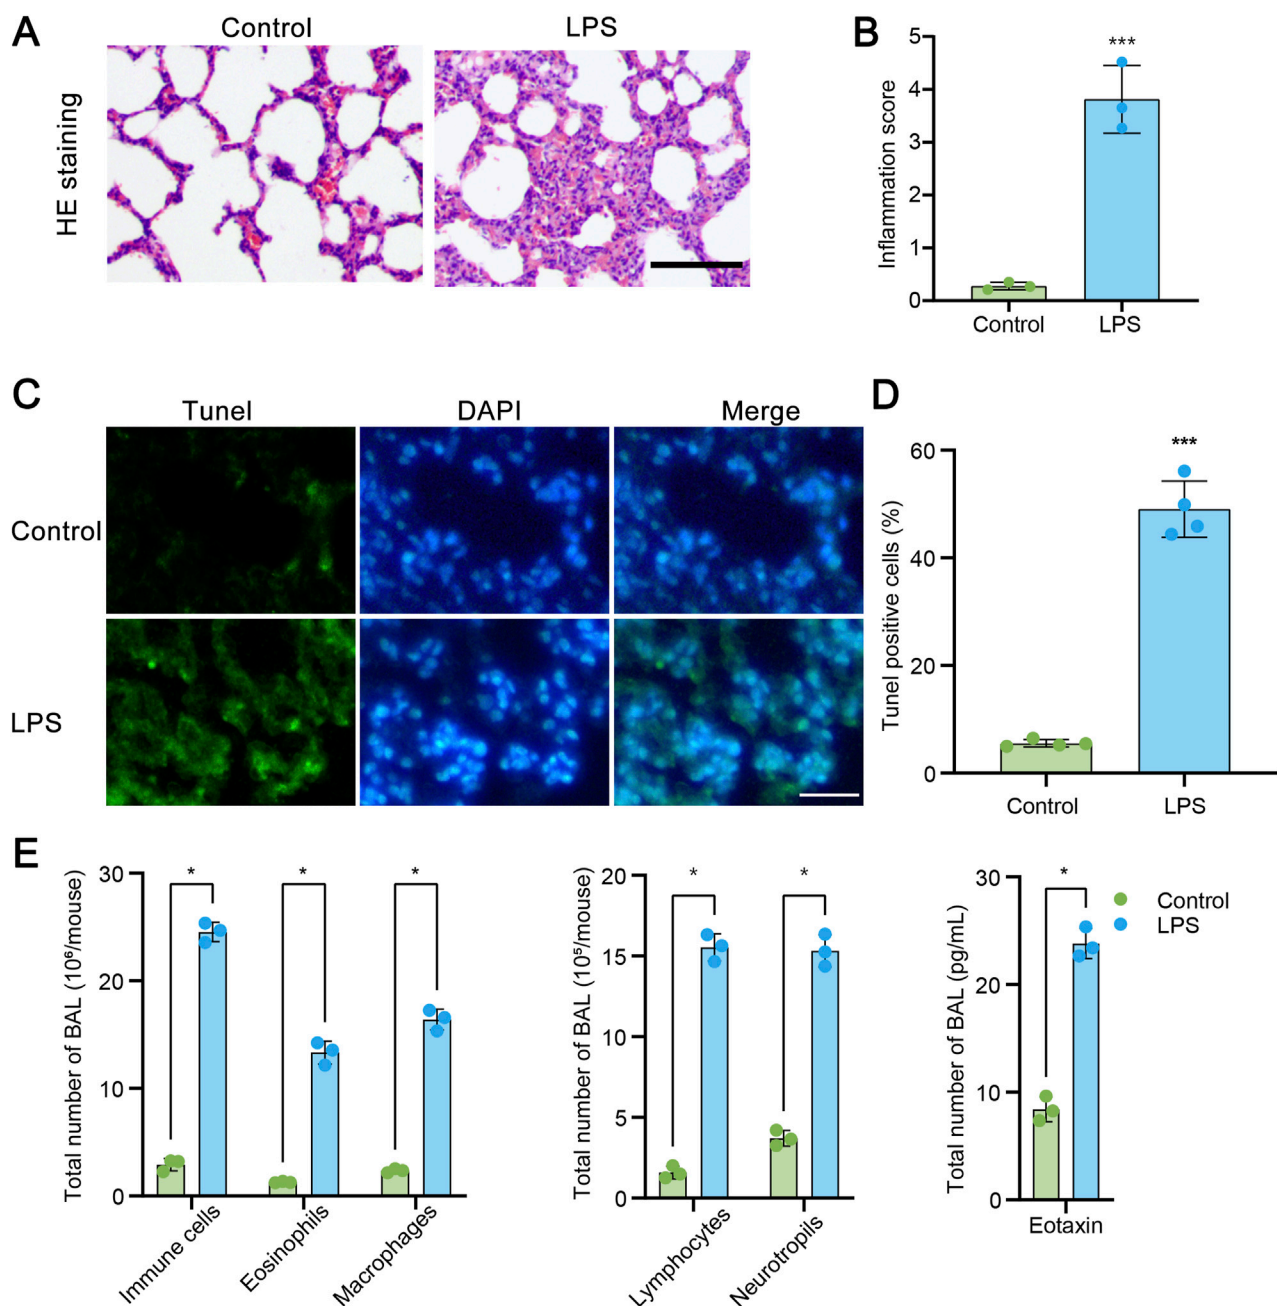 A
Control
LPS
HE staining
B
Inflammation score
5
4
3
2
1
0
***
Control
LPS
C
Tunel
DAPI
Merge
Control
LPS
D
Tunel positive cells (%)
60
40
20
0
***
Control
LPS
E
Total number of BAL (10⁶/mouse)
30
20
10
0
*
*
*
Immune cells
Eosinophils
Macrophages
Total number of BAL (10⁵/mouse)
20
15
10
5
0
*
*
Lymphocytes
Neurotropils
Total number of BAL (pg/mL)
30
20
10
0
*
Eotaxin
Control
LPS